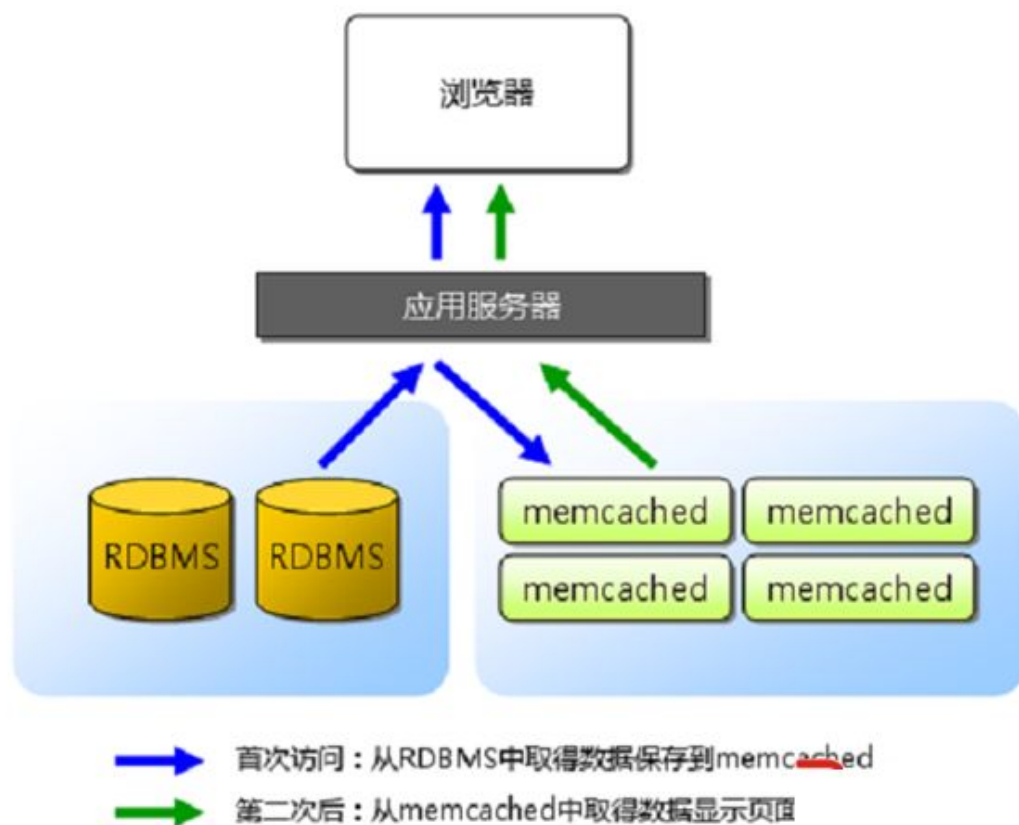 浏览器
应用服务器
RDBMS RDBMS
memcached memcached
memcached memcached
首次访问：从RDBMS中取得数据保存到memcached
第二次后：从memcached中取得数据显示页面